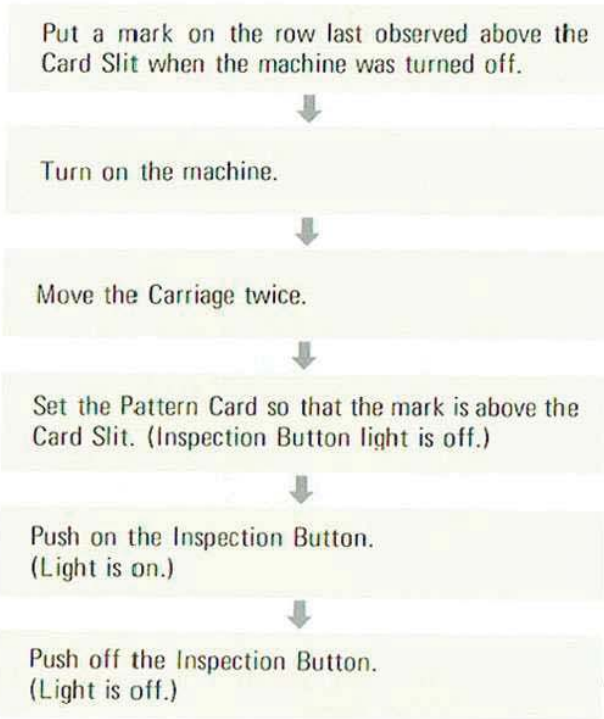 Put a mark on the row last observed above the
Card Slit when the machine was turned off.
Turn on the machine.
Move the Carriage twice.
Set the Pattern Card so that the mark is above the
Card Slit. (Inspection Button light is off.)
Push on the Inspection Button.
(Light is on.)
Push off the Inspection Button.
(Light is off.)